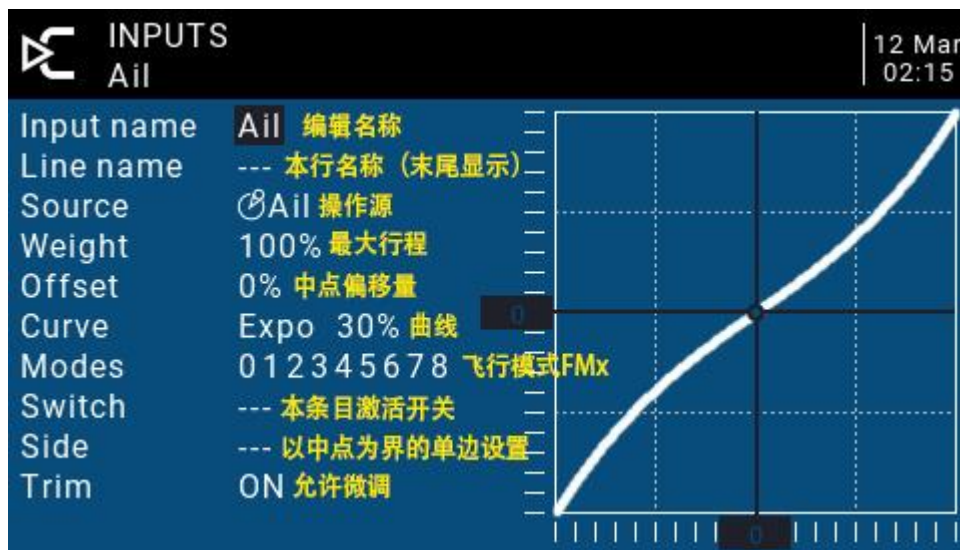 INPUTS
Ail
12 Mar
02:15
Input name Ail 编辑名称
Line name --- 本行名称（末尾显示）
Source Ail 操作源
Weight 100% 最大行程
Offset 0% 中点偏移量
Curve Expo 30% 曲线
Modes 0 1 2 3 4 5 6 7 8 飞行模式FMx
Switch --- 本条目激活开关
Side --- 以中点为界的单边设置
Trim ON 允许微调
0
0